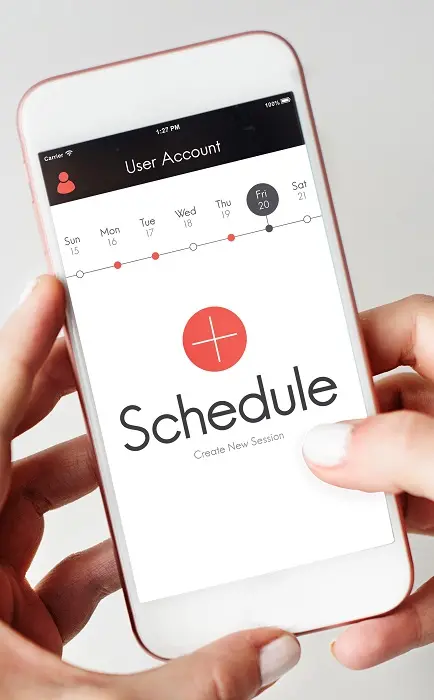 Carrier 1:27 PM 100%
User Account
Sun Mon Tue Wed Thu Fri Sat
15 16 17 18 19 20 21
Schedule
Create New Session